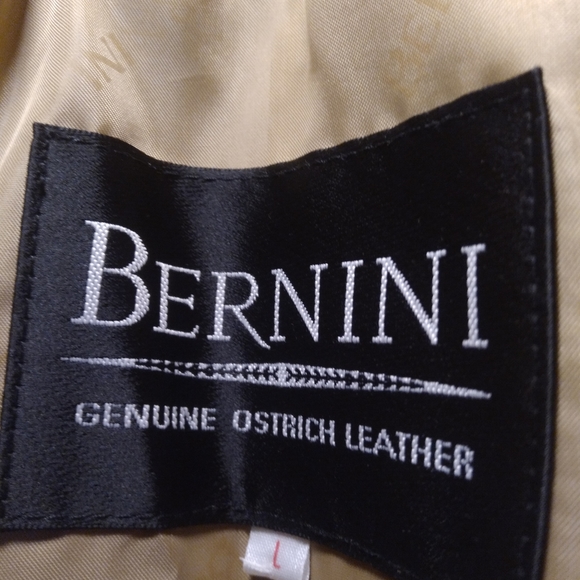 BERNINI
GENUINE OSTRICH LEATHER
L